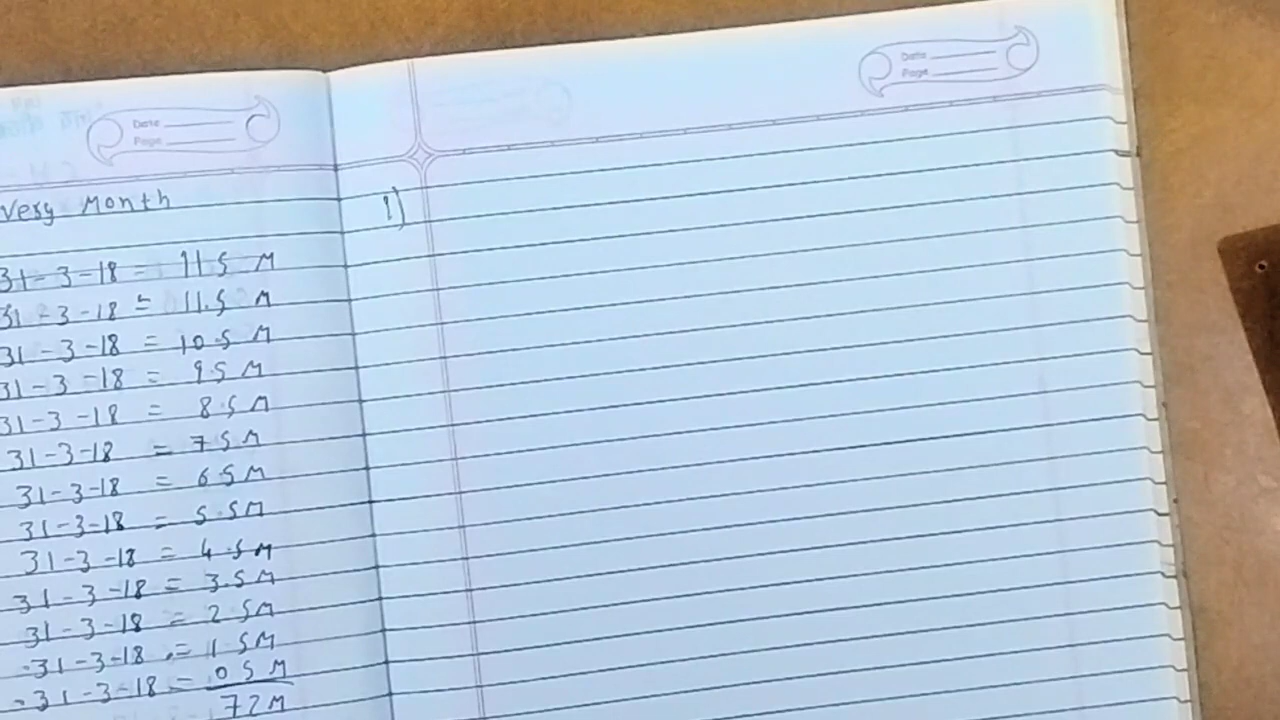 Date
Page
Date
Page
very Month
31-3-18 = 11.5 M
31-3-18 = 11.5 M
31-3-18 = 10.5 M
31-3-18 = 9.5 M
31-3-18 = 8.5 M
31-3-18 = 7.5 M
31-3-18 = 6.5 M
31-3-18 = 5.5 M
31-3-18 = 4.5 M
31-3-18 = 3.5 M
31-3-18 = 2.5 M
31-3-18 = 1.5 M
31-3-18 = 0.5 M
72 M
1)